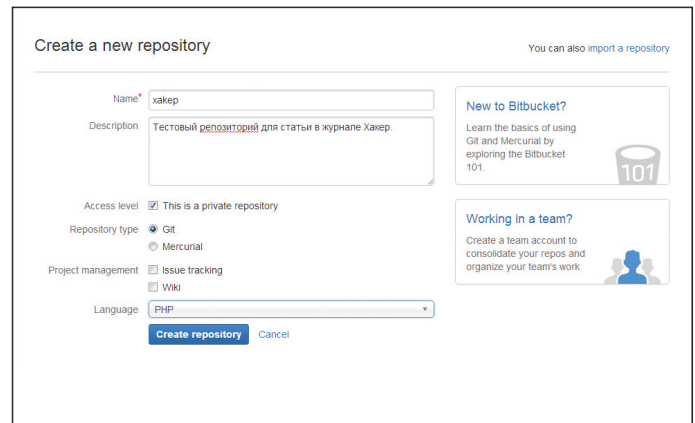 Create a new repository
You can also import a repository
Name*
xakep
Description
Тестовый репозиторий для статьи в журнале Хакер.
Access level
This is a private repository
Repository type
Git
Mercurial
Project management
Issue tracking
Wiki
Language
PHP
Create repository
Cancel
New to Bitbucket?
Learn the basics of using
Git and Mercurial by
exploring the Bitbucket
101.
101
Working in a team?
Create a team account to
consolidate your repos and
organize your team's work